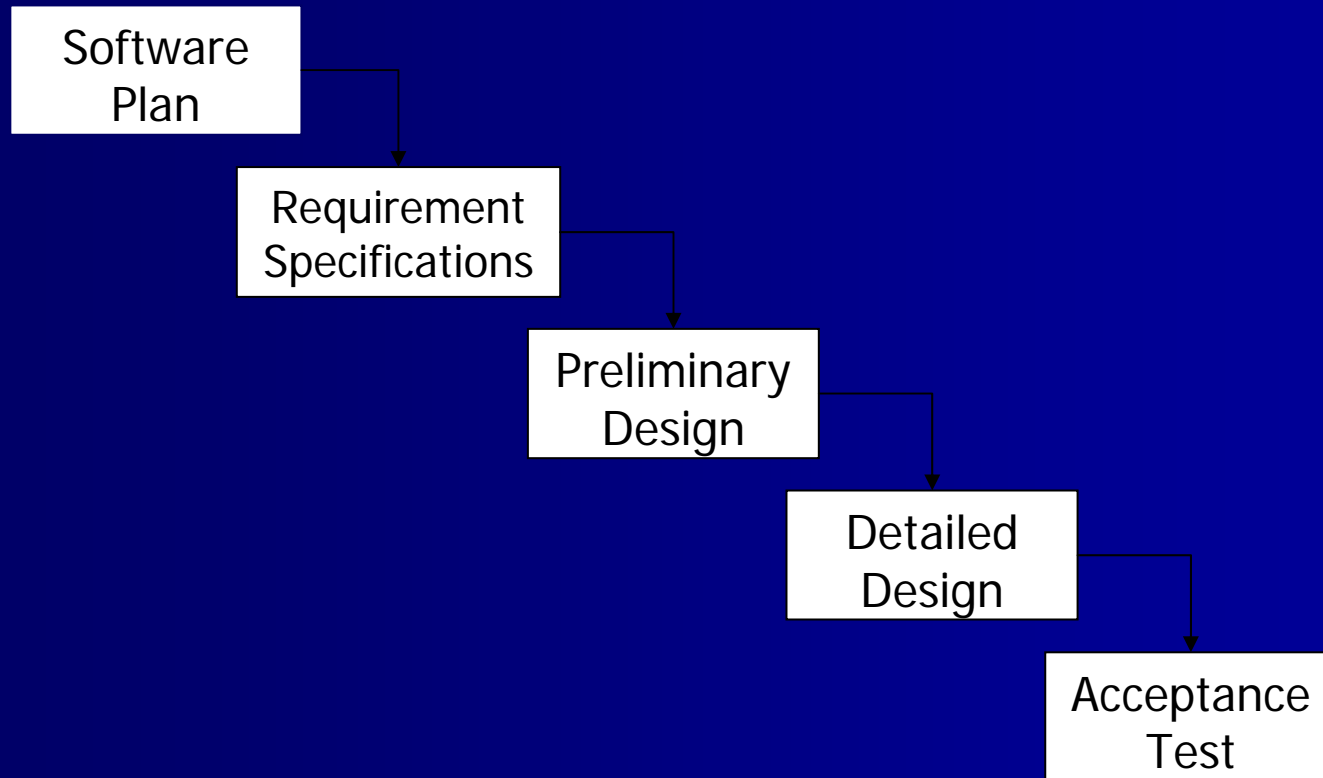 Software
Plan
Requirement
Specifications
Preliminary
Design
Detailed
Design
Acceptance
Test